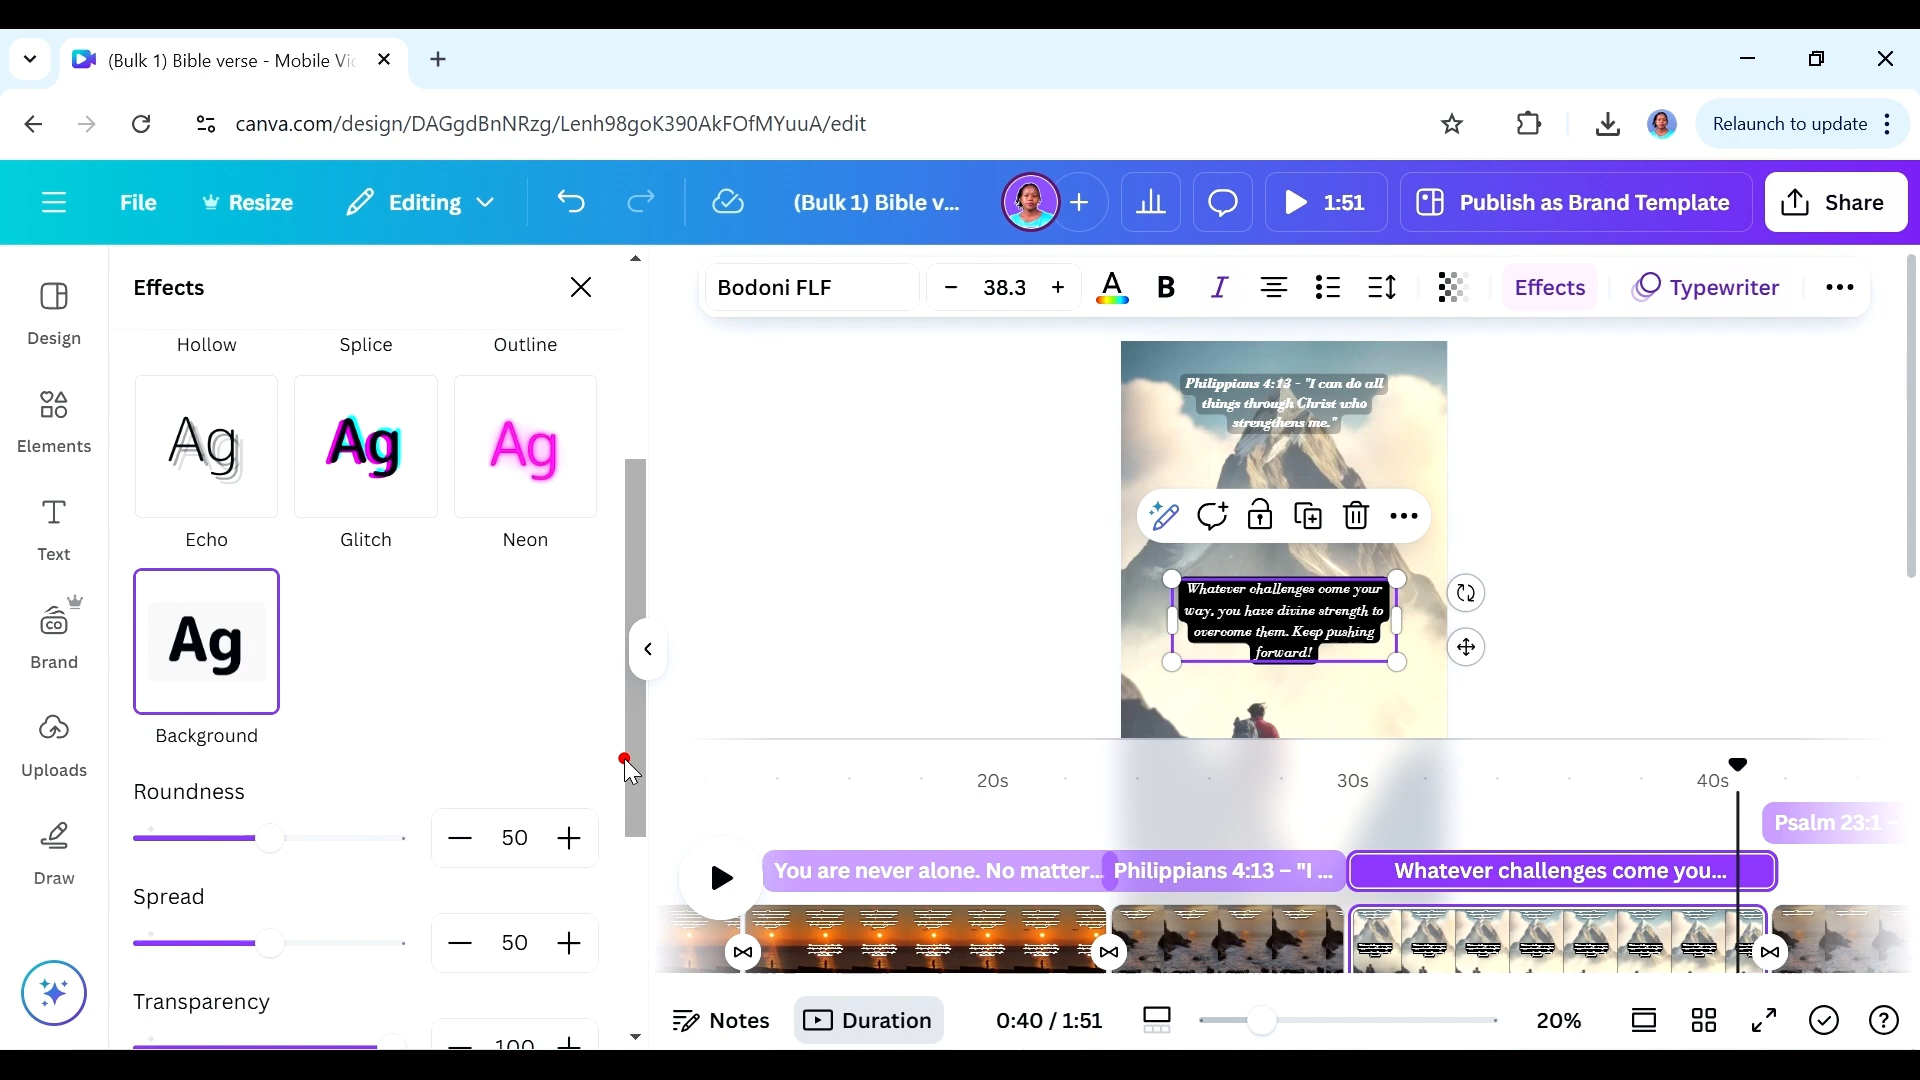 (Bulk 1) Bible verse - Mobile Vi
canva.com/design/DAGgdBnNRzg/Lenh98goK390AkFOfMYuuA/edit
Relaunch to update
File
Resize
Editing
(Bulk 1) Bible v...
1:51
Publish as Brand Template
Share
Design
Elements
Text
Brand
Uploads
Draw
Effects
Hollow
Splice
Outline
Ag
Ag
Ag
Echo
Glitch
Neon
Ag
Background
Roundness
50
Spread
50
Transparency
100
Bodoni FLF
38.3
A
B
I
Effects
Typewriter
Philippians 4:13 - "I can do all
things through Christ who
strengthens me."
Whatever challenges come your
way, you have divine strength to
overcome them. Keep pushing
forward!
20s
30s
40s
Psalm 23:1 –
You are never alone. No matter...
Philippians 4:13 – "I ...
Whatever challenges come you...
Notes
Duration
0:40 / 1:51
20%